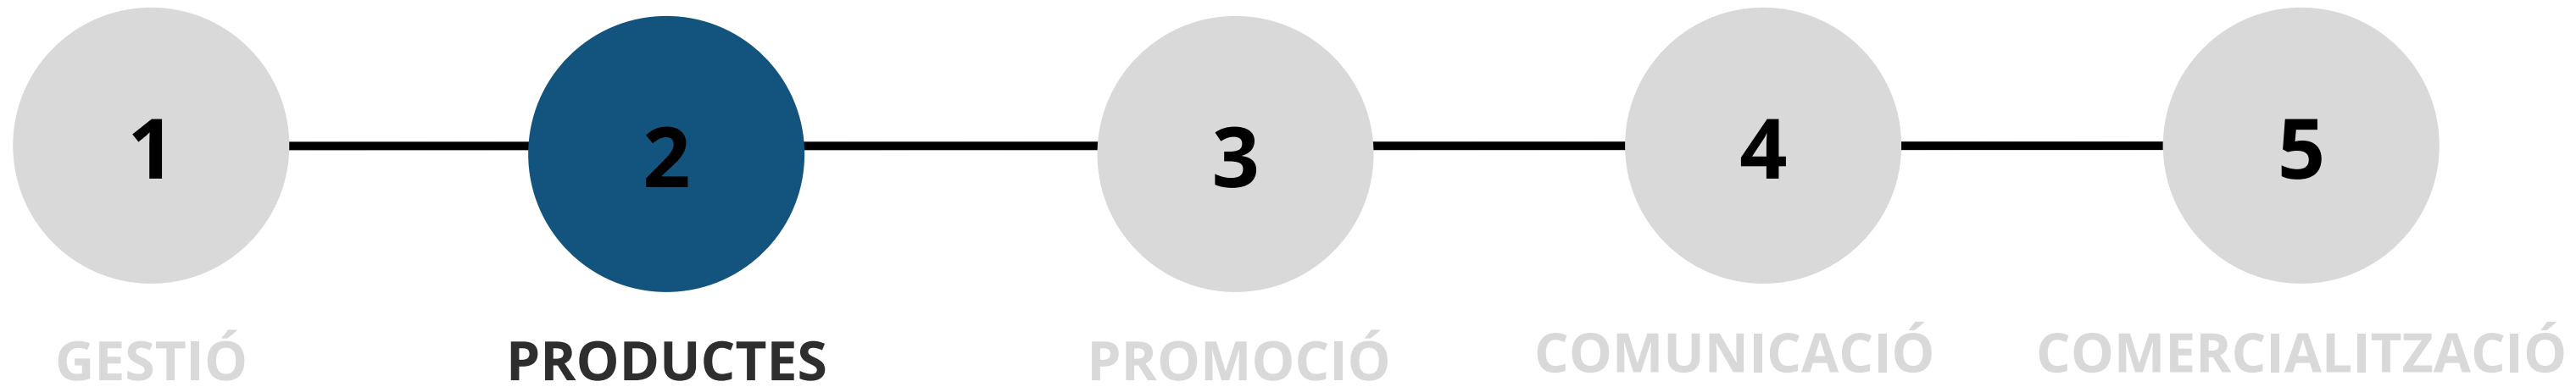 1
2
3
4
5
GESTIÓ
PRODUCTES
PROMOCIÓ
COMUNICACIÓ
COMERCIALITZACIÓ